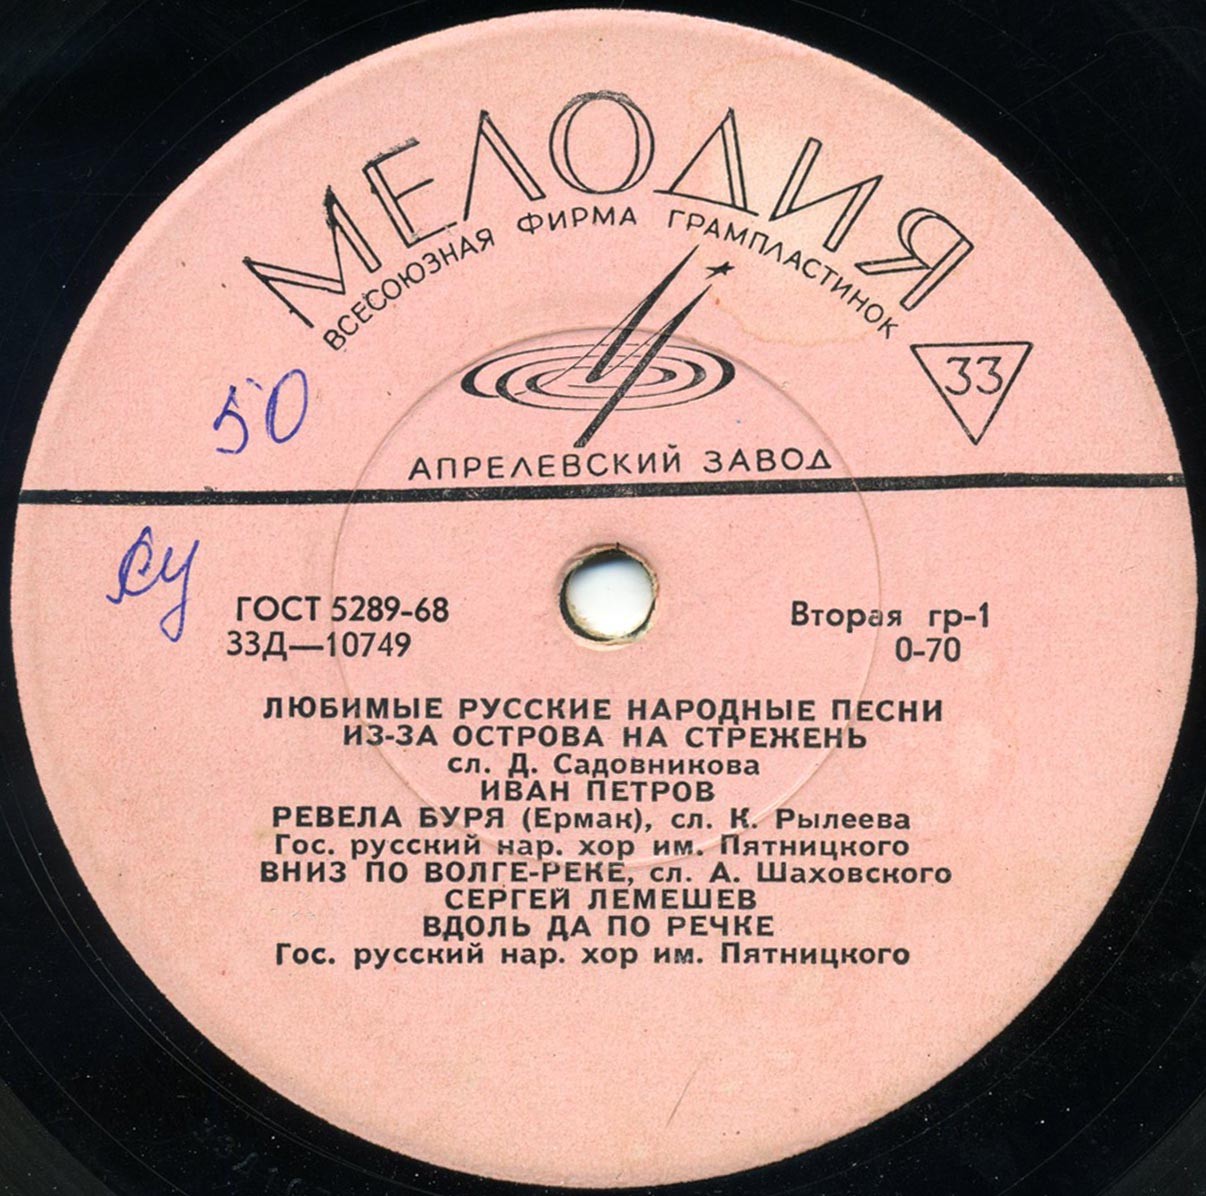 МЕЛОДИЯ
ВСЕСОЮЗНАЯ ФИРМА ГРАМПЛАСТИНОК
33
50
АПРЕЛЕВСКИЙ ЗАВОД
су
ГОСТ 5289-68
33Д—10749
Вторая гр-1
0-70
ЛЮБИМЫЕ РУССКИЕ НАРОДНЫЕ ПЕСНИ
ИЗ-ЗА ОСТРОВА НА СТРЕЖЕНЬ
сл. Д. Садовникова
ИВАН ПЕТРОВ
РЕВЕЛА БУРЯ (Ермак), сл. К. Рылеева
Гос. русский нар. хор им. Пятницкого
ВНИЗ ПО ВОЛГЕ-РЕКЕ, сл. А. Шаховского
СЕРГЕЙ ЛЕМЕШЕВ
ВДОЛЬ ДА ПО РЕЧКЕ
Гос. русский нар. хор им. Пятницкого